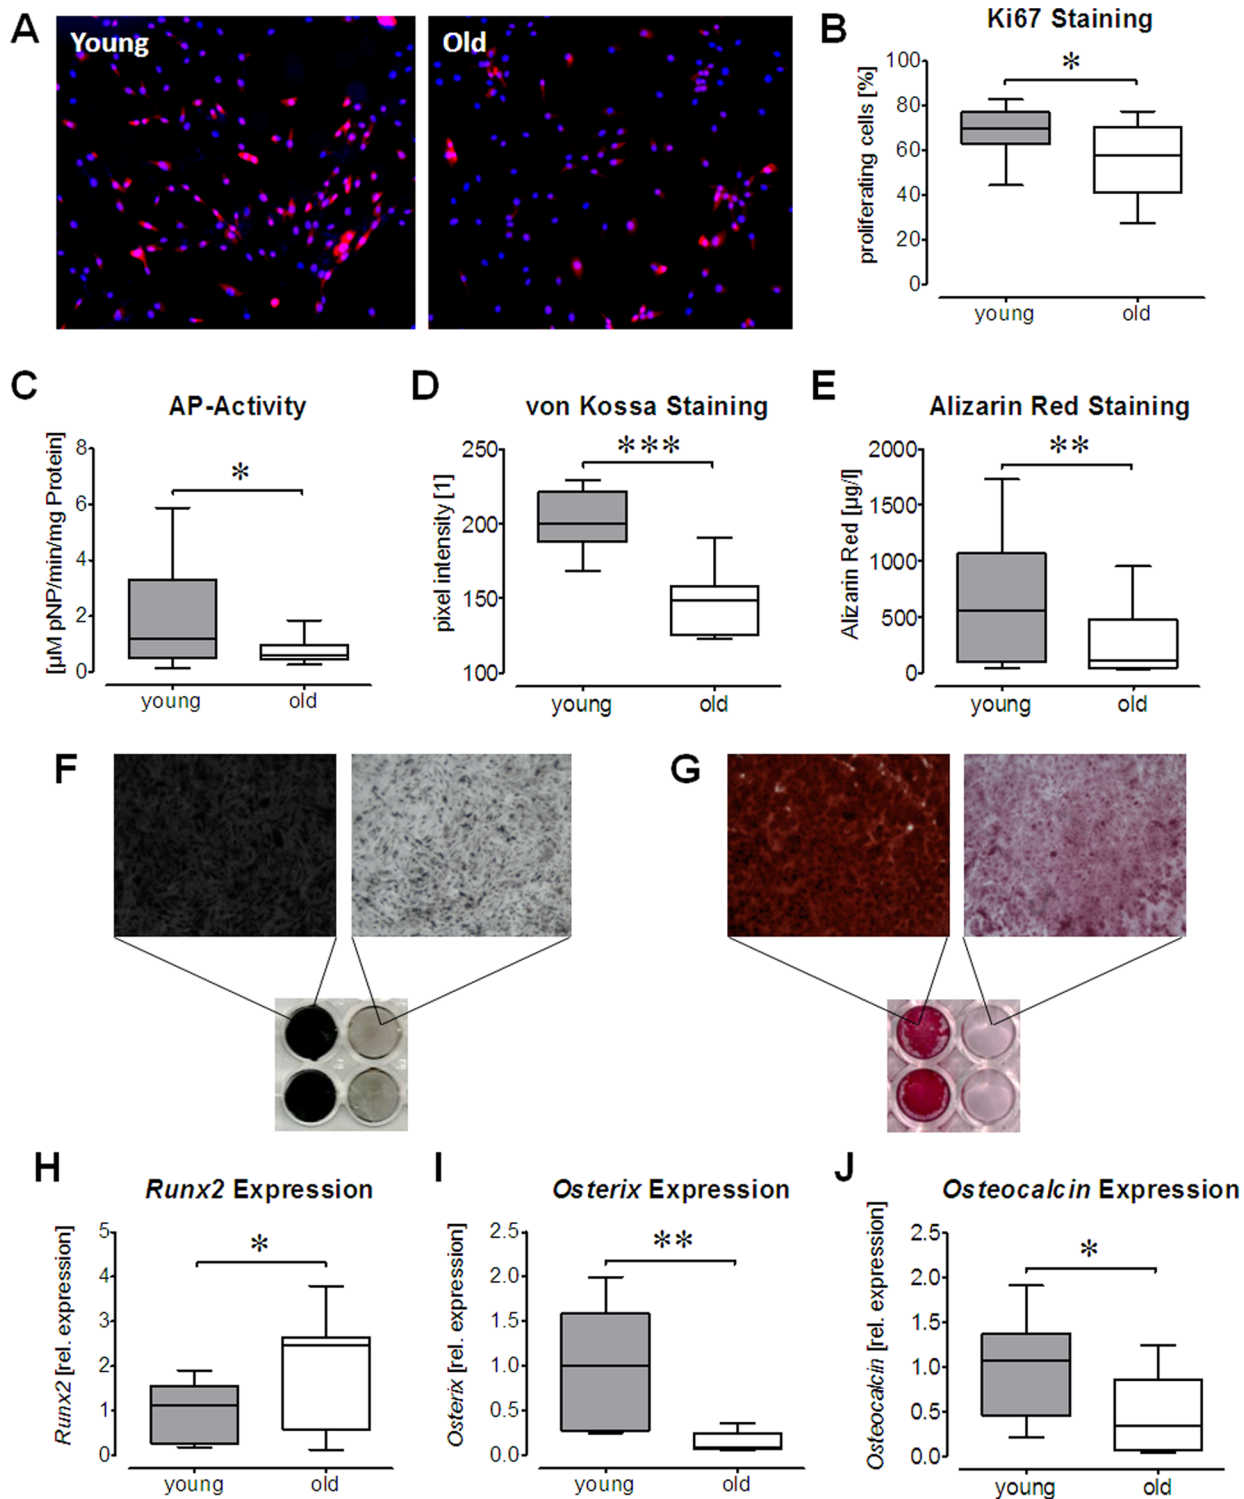 A
Young
Old
B
Ki67 Staining
*
proliferating cells [%]
100
80
60
40
20
0
young
old
C
AP-Activity
*
[µM pNP/min/mg Protein]
8
6
4
2
0
young
old
D
von Kossa Staining
***
pixel intensity [1]
250
200
150
100
young
old
E
Alizarin Red Staining
**
Alizarin Red [µg/l]
2000
1500
1000
500
0
young
old
F
G
H
Runx2 Expression
*
Runx2 [rel. expression]
5
4
3
2
1
0
young
old
I
Osterix Expression
**
Osterix [rel. expression]
2.5
2.0
1.5
1.0
0.5
0.0
young
old
J
Osteocalcin Expression
*
Osteocalcin [rel. expression]
2.5
2.0
1.5
1.0
0.5
0.0
young
old